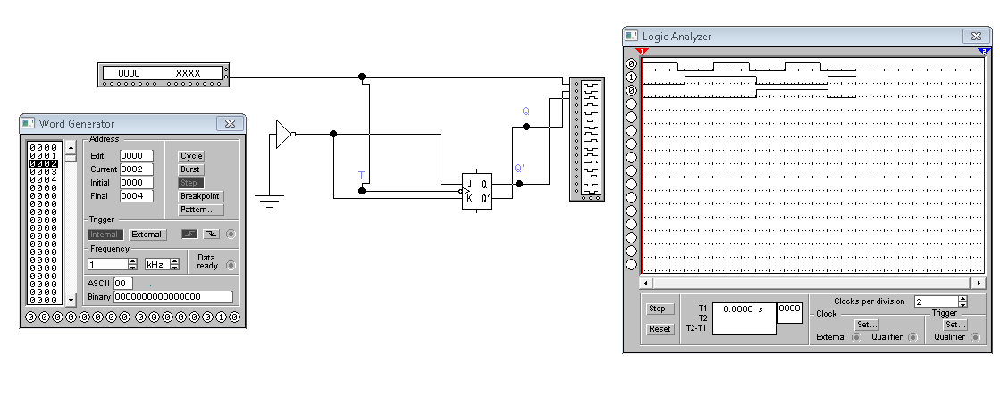 Logic Analyzer
1
2
0
1
0
0000 XXXX
Word Generator
0000
0001
0002
0003
0004
0000
0000
0000
0000
0000
0000
0000
0000
0000
0000
0000
0000
0000
0000
Address
Edit 0000
Current 0002
Initial 0000
Final 0004
Cycle
Burst
Step
Breakpoint
Pattern...
Trigger
Internal External
Frequency
1 kHz
Data
ready
ASCII 00
Binary 0000000000000000
0 0 0 0 0 0 0 0 0 0 0 0 0 0 1 0
T
Q
Q'
J Q
K Q'
Stop
Reset
T1 0.0000 s 0000
T2
T2-T1
Clocks per division 2
Clock
Set...
External Qualifier
Trigger
Set...
Qualifier